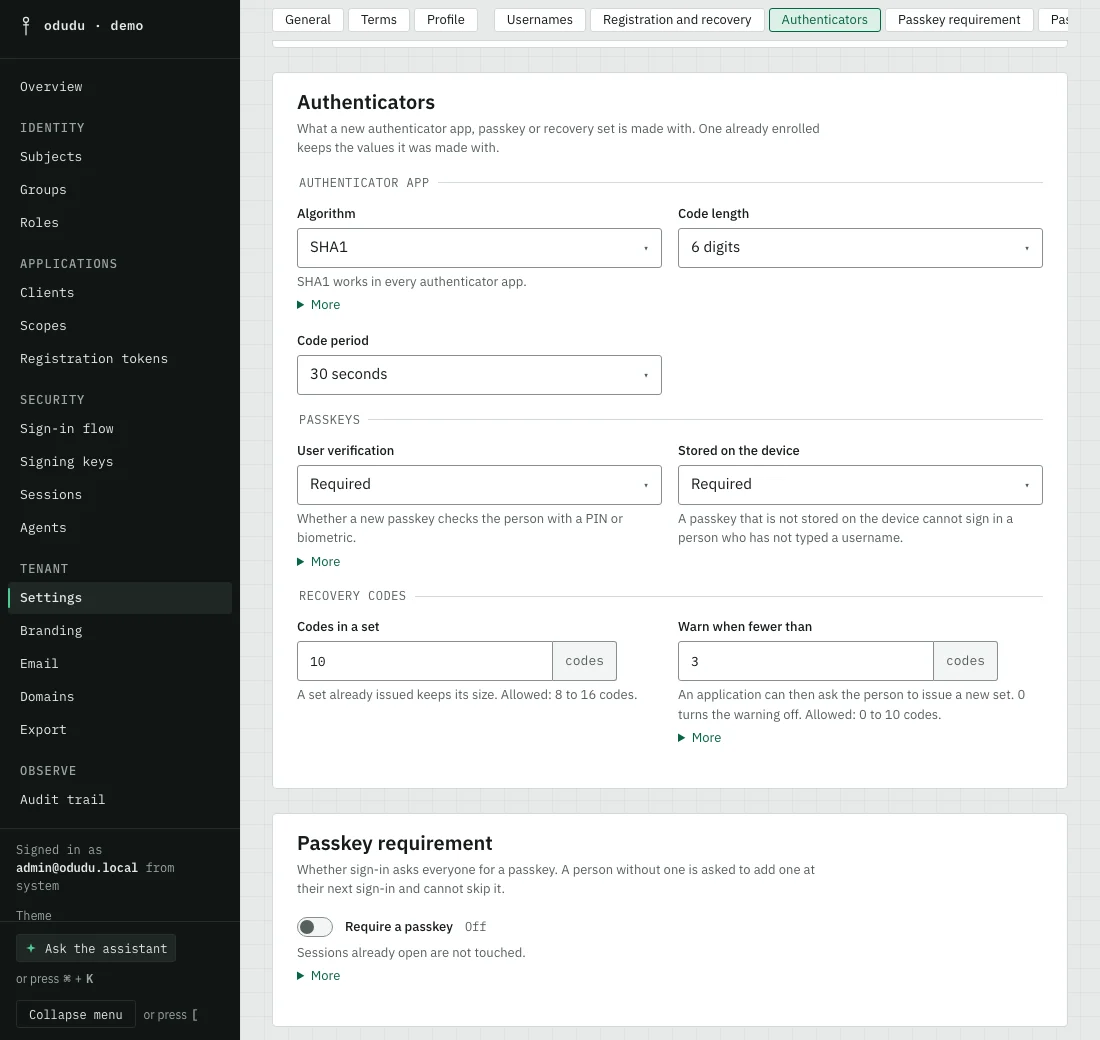 odudu · demo
Overview
IDENTITY
Subjects
Groups
Roles
APPLICATIONS
Clients
Scopes
Registration tokens
SECURITY
Sign-in flow
Signing keys
Sessions
Agents
TENANT
Settings
Branding
Email
Domains
Export
OBSERVE
Audit trail
Signed in as
admin@odudu.local from
system
Theme
Ask the assistant
or press ⌘ + K
Collapse menu or press [
General Terms Profile Usernames Registration and recovery Authenticators Passkey requirement
Authenticators
What a new authenticator app, passkey or recovery set is made with. One already enrolled
keeps the values it was made with.
AUTHENTICATOR APP
Algorithm Code length
SHA1 6 digits
SHA1 works in every authenticator app.
More
Code period
30 seconds
PASSKEYS
User verification Stored on the device
Required Required
Whether a new passkey checks the person with a PIN or
biometric.
A passkey that is not stored on the device cannot sign in a
person who has not typed a username.
More
RECOVERY CODES
Codes in a set Warn when fewer than
10 codes 3 codes
A set already issued keeps its size. Allowed: 8 to 16 codes.
An application can then ask the person to issue a new set. 0
turns the warning off. Allowed: 0 to 10 codes.
More
Passkey requirement
Whether sign-in asks everyone for a passkey. A person without one is asked to add one at
their next sign-in and cannot skip it.
Require a passkey Off
Sessions already open are not touched.
More